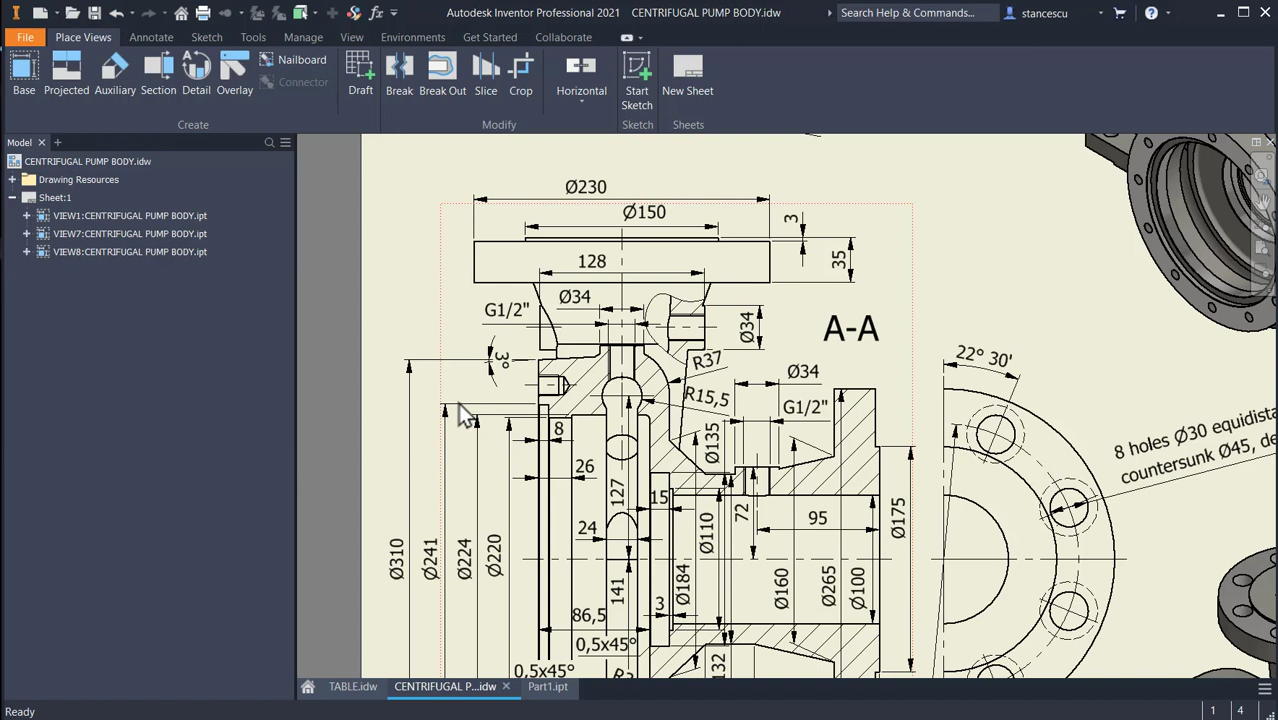 Autodesk Inventor Professional 2021 CENTRIFUGAL PUMP BODY.idw
Search Help & Commands...
stancescu
File Place Views Annotate Sketch Tools Manage View Environments Get Started Collaborate
Base Projected Auxiliary Section Detail Overlay
Nailboard
Connector
Draft
Break Break Out Slice Crop
Horizontal
Start
Sketch
New Sheet
Create Modify Sketch Sheets
Model
CENTRIFUGAL PUMP BODY.idw
Drawing Resources
Sheet:1
VIEW1:CENTRIFUGAL PUMP BODY.ipt
VIEW7:CENTRIFUGAL PUMP BODY.ipt
VIEW8:CENTRIFUGAL PUMP BODY.ipt
Ø230
Ø150
3
35
128
Ø34
G1/2"
Ø34
A-A
3°
R37
R15,5
Ø34
G1/2"
22° 30'
8 holes Ø30 equidista
countersunk Ø45, de
8
26
Ø135
127
15
72
95
Ø175
24
Ø110
Ø310
Ø241
Ø224
Ø220
141
Ø184
Ø160
Ø265
Ø100
86,5
3
0,5x45°
0,5x45°
132
TABLE.idw
CENTRIFUGAL P...idw
Part1.ipt
Ready
1 4